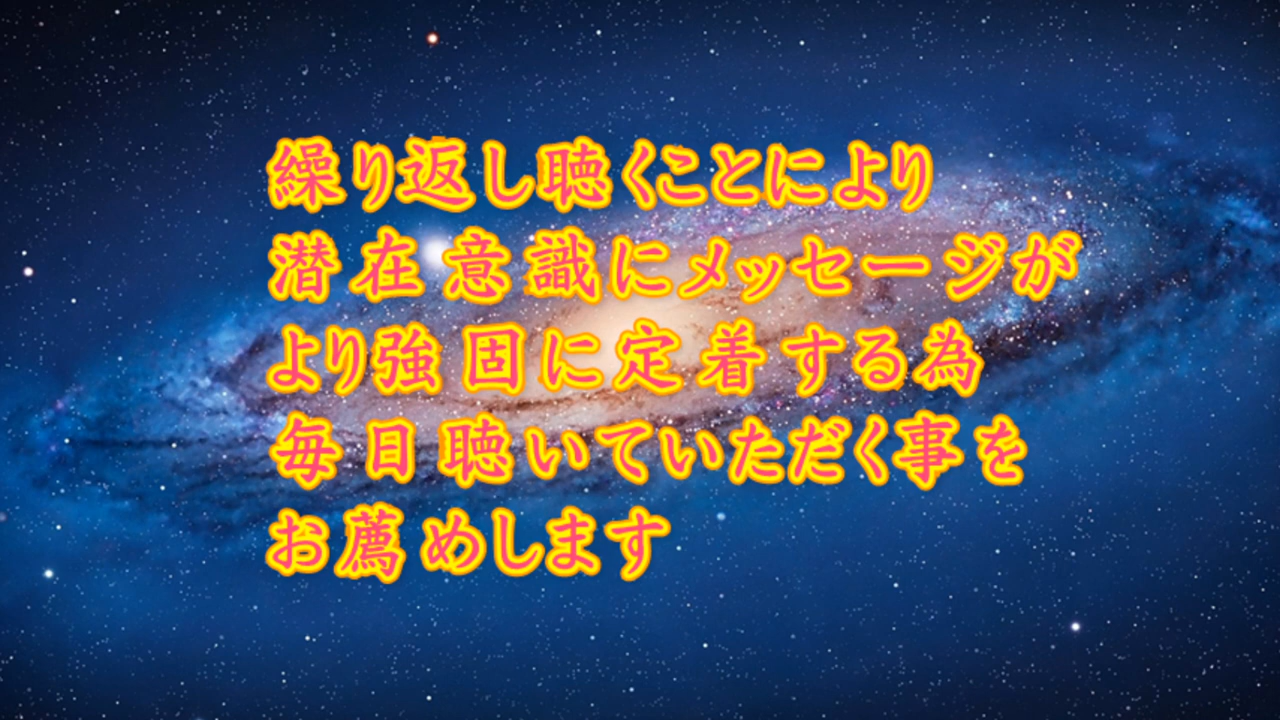 繰り返し聴くことにより
潜在意識にメッセージが
より強固に定着する為
毎日聴いていただく事を
お薦めします